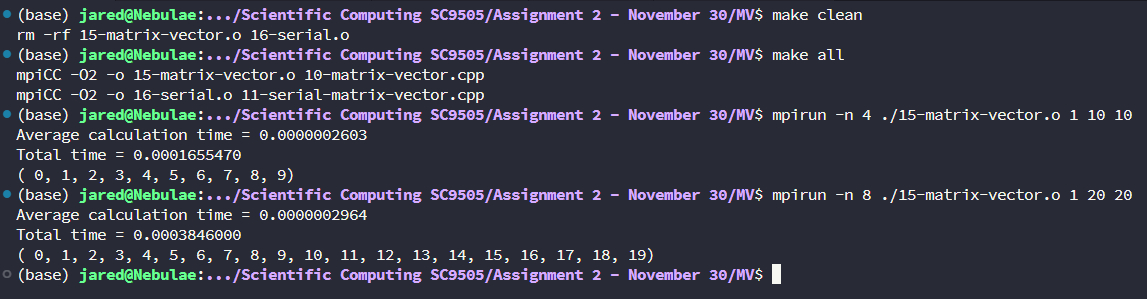 (base) jared@Nebulae:.../Scientific Computing SC9505/Assignment 2 - November 30/MV$ make clean
rm -rf 15-matrix-vector.o 16-serial.o
(base) jared@Nebulae:.../Scientific Computing SC9505/Assignment 2 - November 30/MV$ make all
mpiCC -O2 -o 15-matrix-vector.o 10-matrix-vector.cpp
mpiCC -O2 -o 16-serial.o 11-serial-matrix-vector.cpp
(base) jared@Nebulae:.../Scientific Computing SC9505/Assignment 2 - November 30/MV$ mpirun -n 4 ./15-matrix-vector.o 1 10 10
Average calculation time = 0.0000002603
Total time = 0.0001655470
( 0, 1, 2, 3, 4, 5, 6, 7, 8, 9)
(base) jared@Nebulae:.../Scientific Computing SC9505/Assignment 2 - November 30/MV$ mpirun -n 8 ./15-matrix-vector.o 1 20 20
Average calculation time = 0.0000002964
Total time = 0.0003846000
( 0, 1, 2, 3, 4, 5, 6, 7, 8, 9, 10, 11, 12, 13, 14, 15, 16, 17, 18, 19)
(base) jared@Nebulae:.../Scientific Computing SC9505/Assignment 2 - November 30/MV$